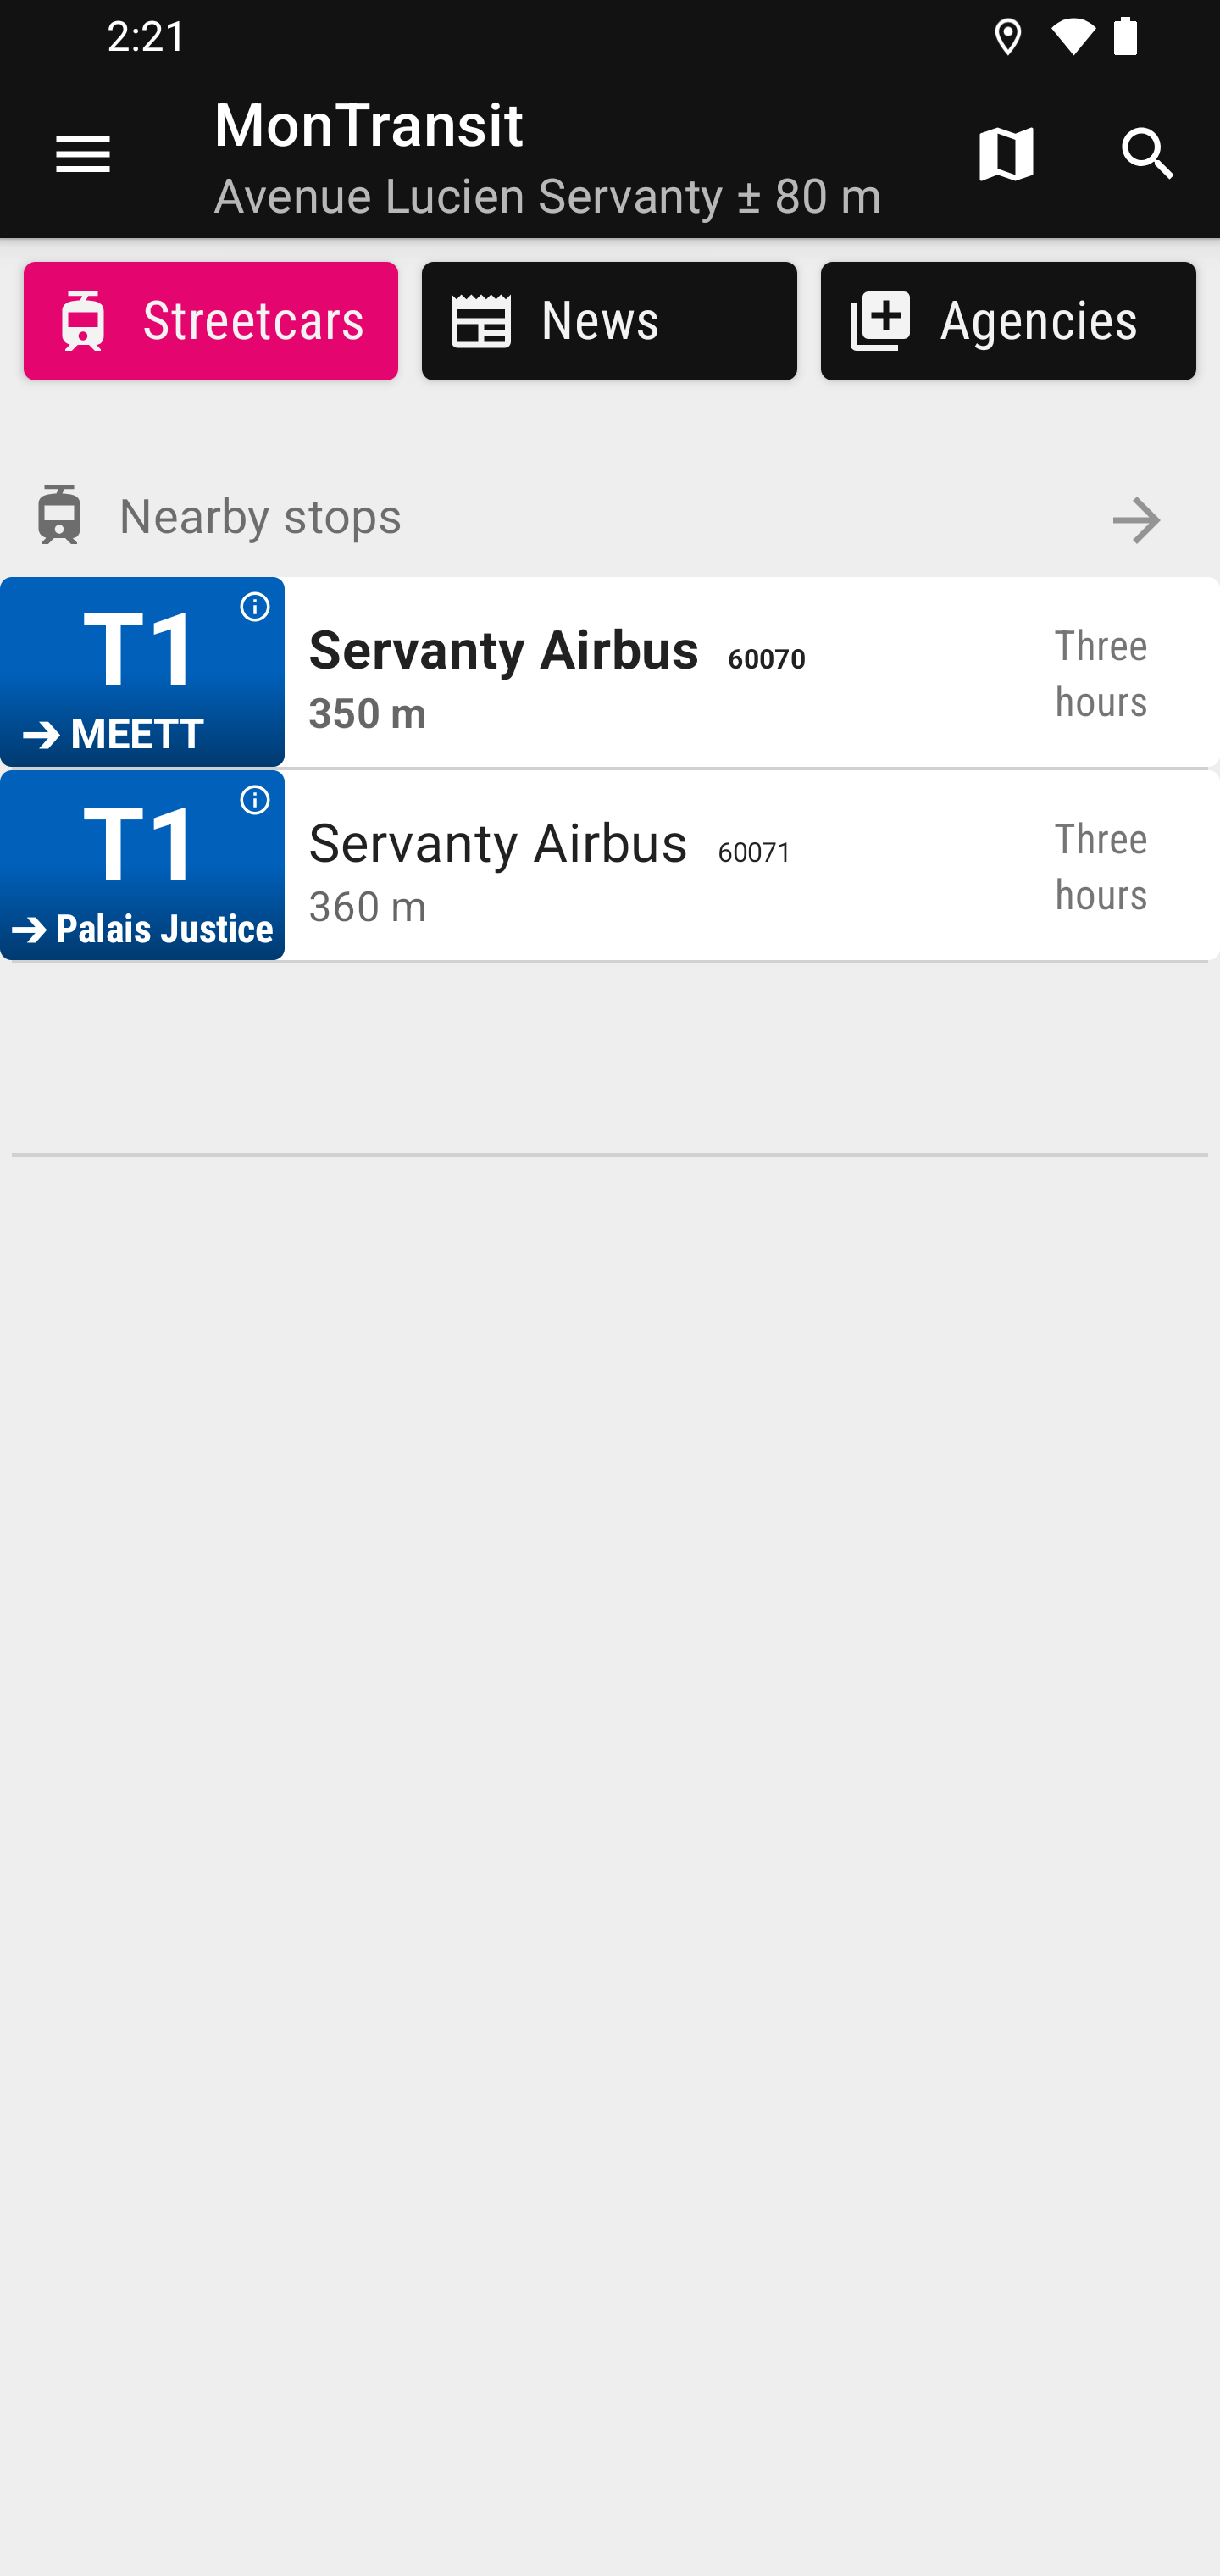 2:21
MonTransit
Avenue Lucien Servanty ± 80 m
Streetcars
News
Agencies
Nearby stops
T1
→ MEETT
Servanty Airbus 60070
350 m
Three
hours
T1
→ Palais Justice
Servanty Airbus 60071
360 m
Three
hours